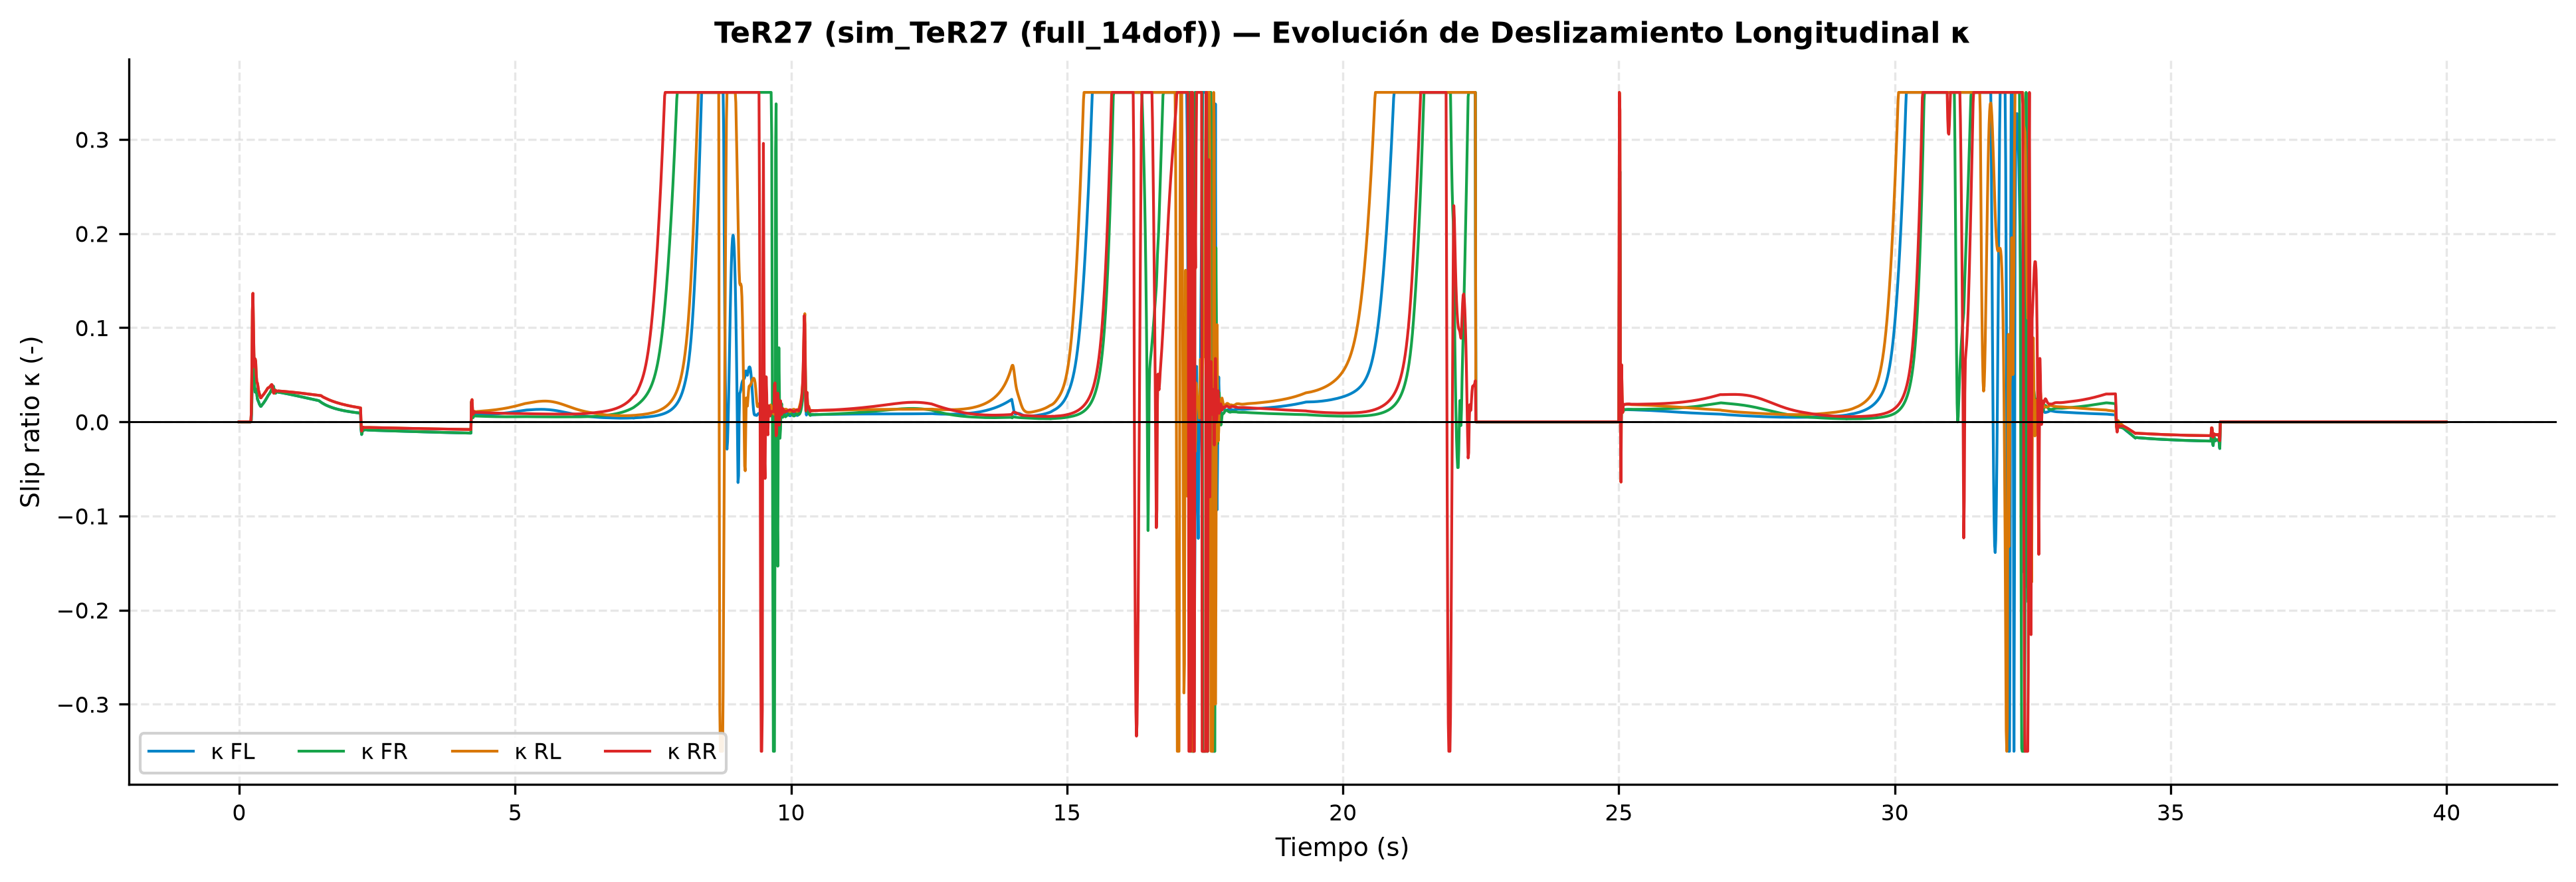 TeR27 (sim_TeR27 (full_14dof)) — Evolución de Deslizamiento Longitudinal κ
Slip ratio κ (-)
0.3
0.2
0.1
0.0
−0.1
−0.2
−0.3
κ FL κ FR κ RL κ RR
0 5 10 15 20 25 30 35 40
Tiempo (s)